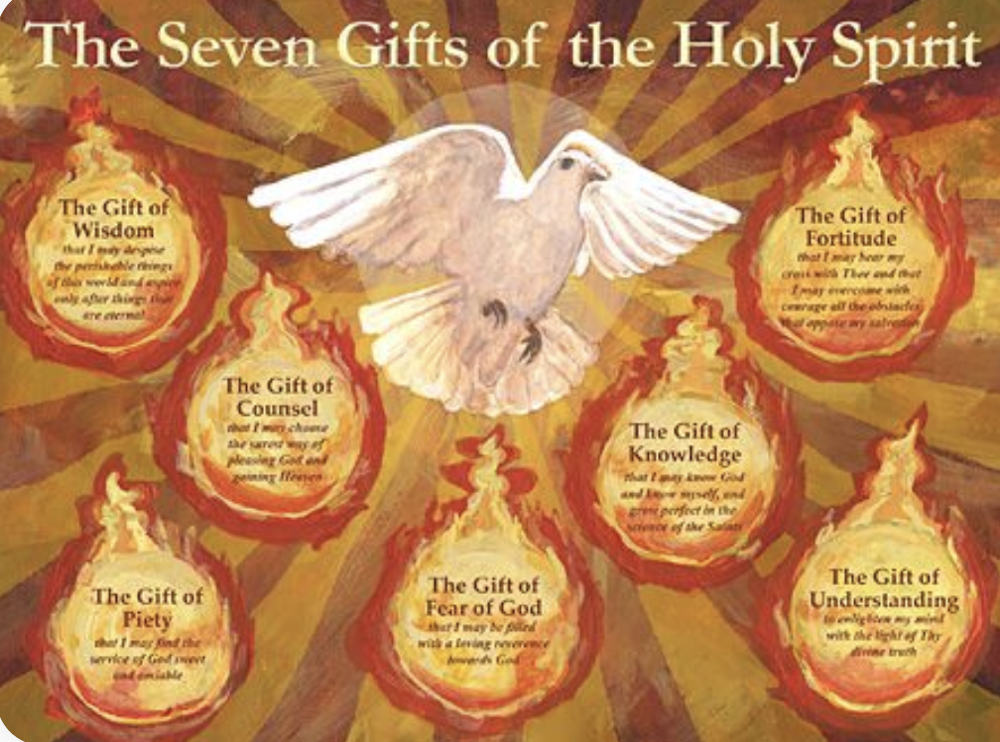 The Seven Gifts of the Holy Spirit
The Gift of
Wisdom
that I may despise
the perishable things
of this world and aspire
only after things that
are eternal
The Gift of
Fortitude
that I may bear my
cross with Thee and that
I may overcome with
courage all the obstacles
that oppose my salvation
The Gift of
Counsel
that I may choose
the surest way of
pleasing God and
gaining Heaven
The Gift of
Knowledge
that I may know God
and know myself, and
grow perfect in the
science of the Saints
The Gift of
Piety
that I may find the
service of God sweet
and amiable
The Gift of
Fear of God
that I may be filled
with a loving reverence
towards God
The Gift of
Understanding
to enlighten my mind
with the light of Thy
divine truth